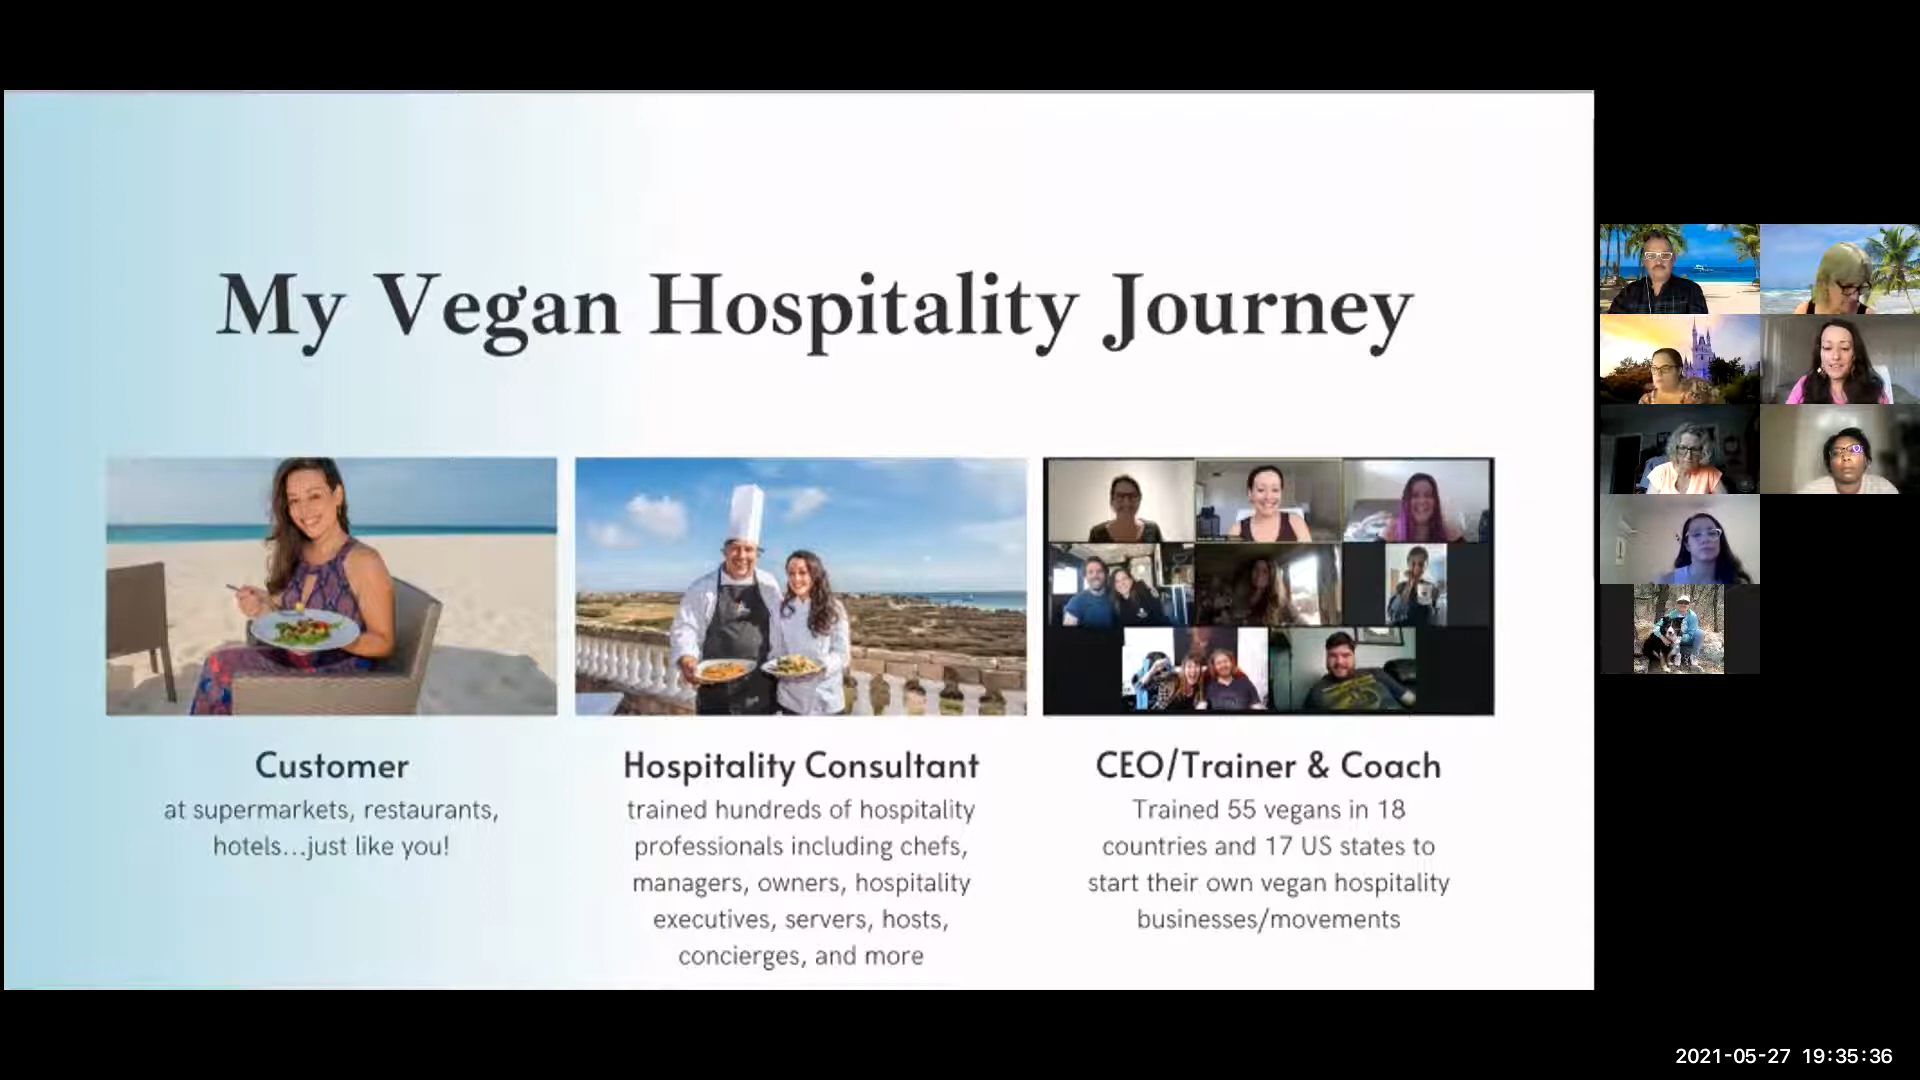 My Vegan Hospitality Journey
Customer
at supermarkets, restaurants,
hotels...just like you!
Hospitality Consultant
trained hundreds of hospitality
professionals including chefs,
managers, owners, hospitality
executives, servers, hosts,
concierges, and more
CEO/Trainer & Coach
Trained 55 vegans in 18
countries and 17 US states to
start their own vegan hospitality
businesses/movements
2021-05-27 19:35:36